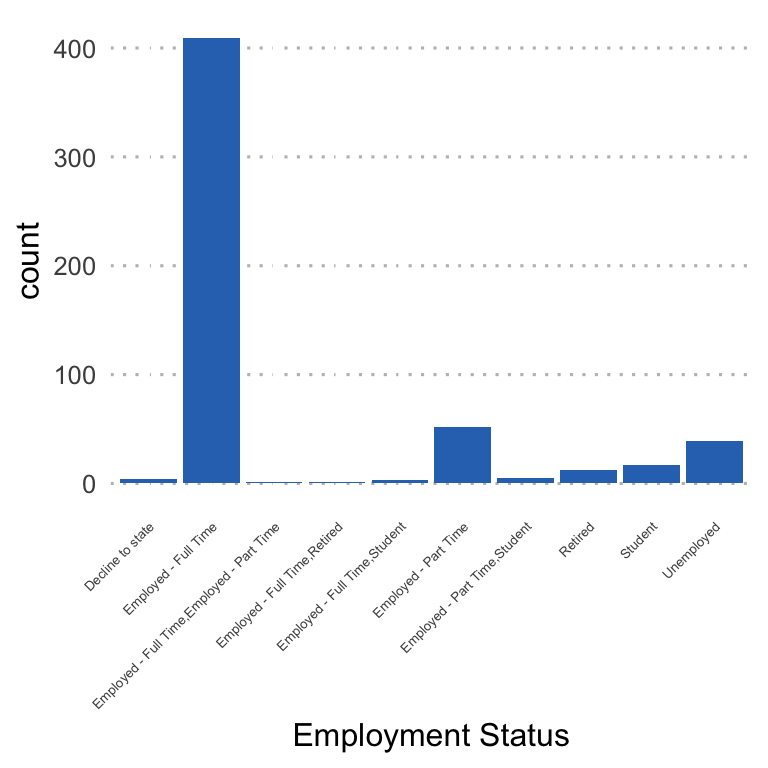 400
300
200
100
0
count
Decline to state
Employed - Full Time
Employed - Full Time,Employed - Part Time
Employed - Full Time,Retired
Employed - Full Time,Student
Employed - Part Time
Employed - Part Time,Student
Retired
Student
Unemployed
Employment Status